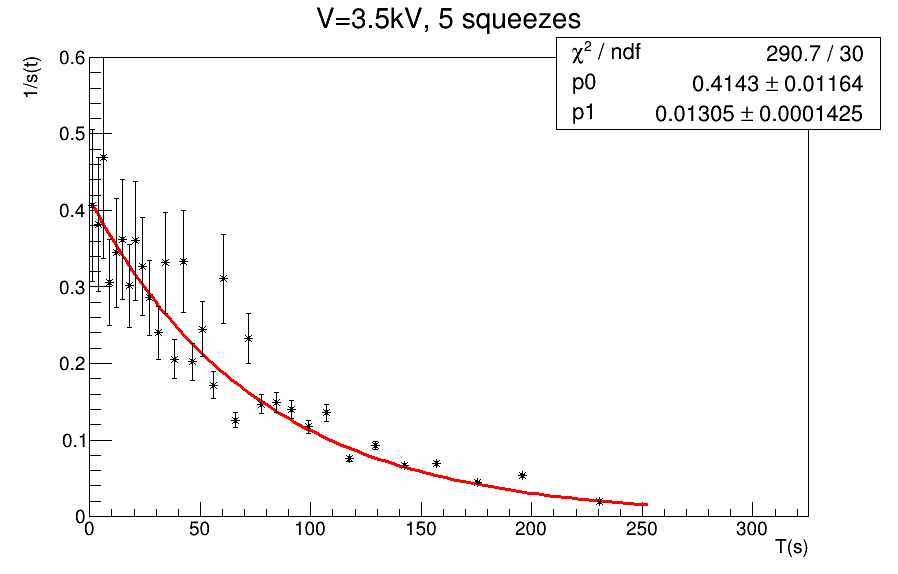 V=3.5kV, 5 squeezes
χ² / ndf 290.7 / 30
p0 0.4143 ± 0.01164
p1 0.01305 ± 0.0001425
1/s(t)
0.6
0.5
0.4
0.3
0.2
0.1
0
0 50 100 150 200 250 300
T(s)